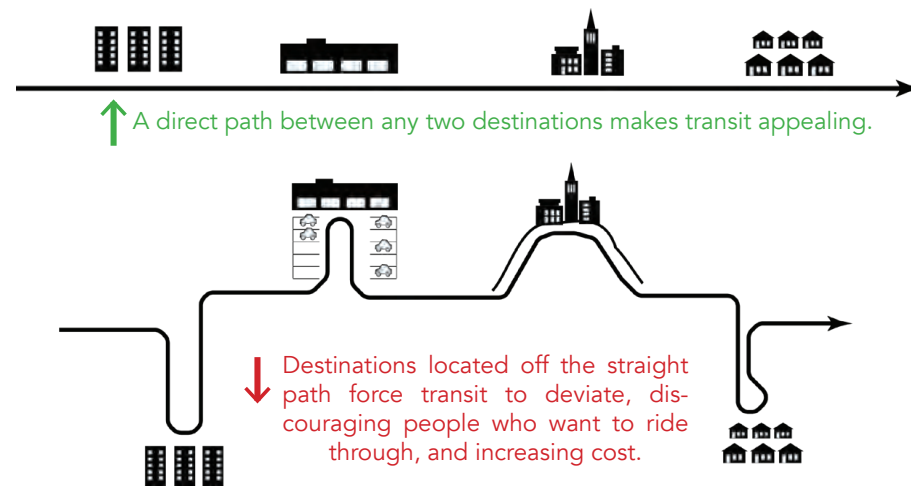 A direct path between any two destinations makes transit appealing.
Destinations located off the straight
path force transit to deviate, dis-
couraging people who want to ride
through, and increasing cost.